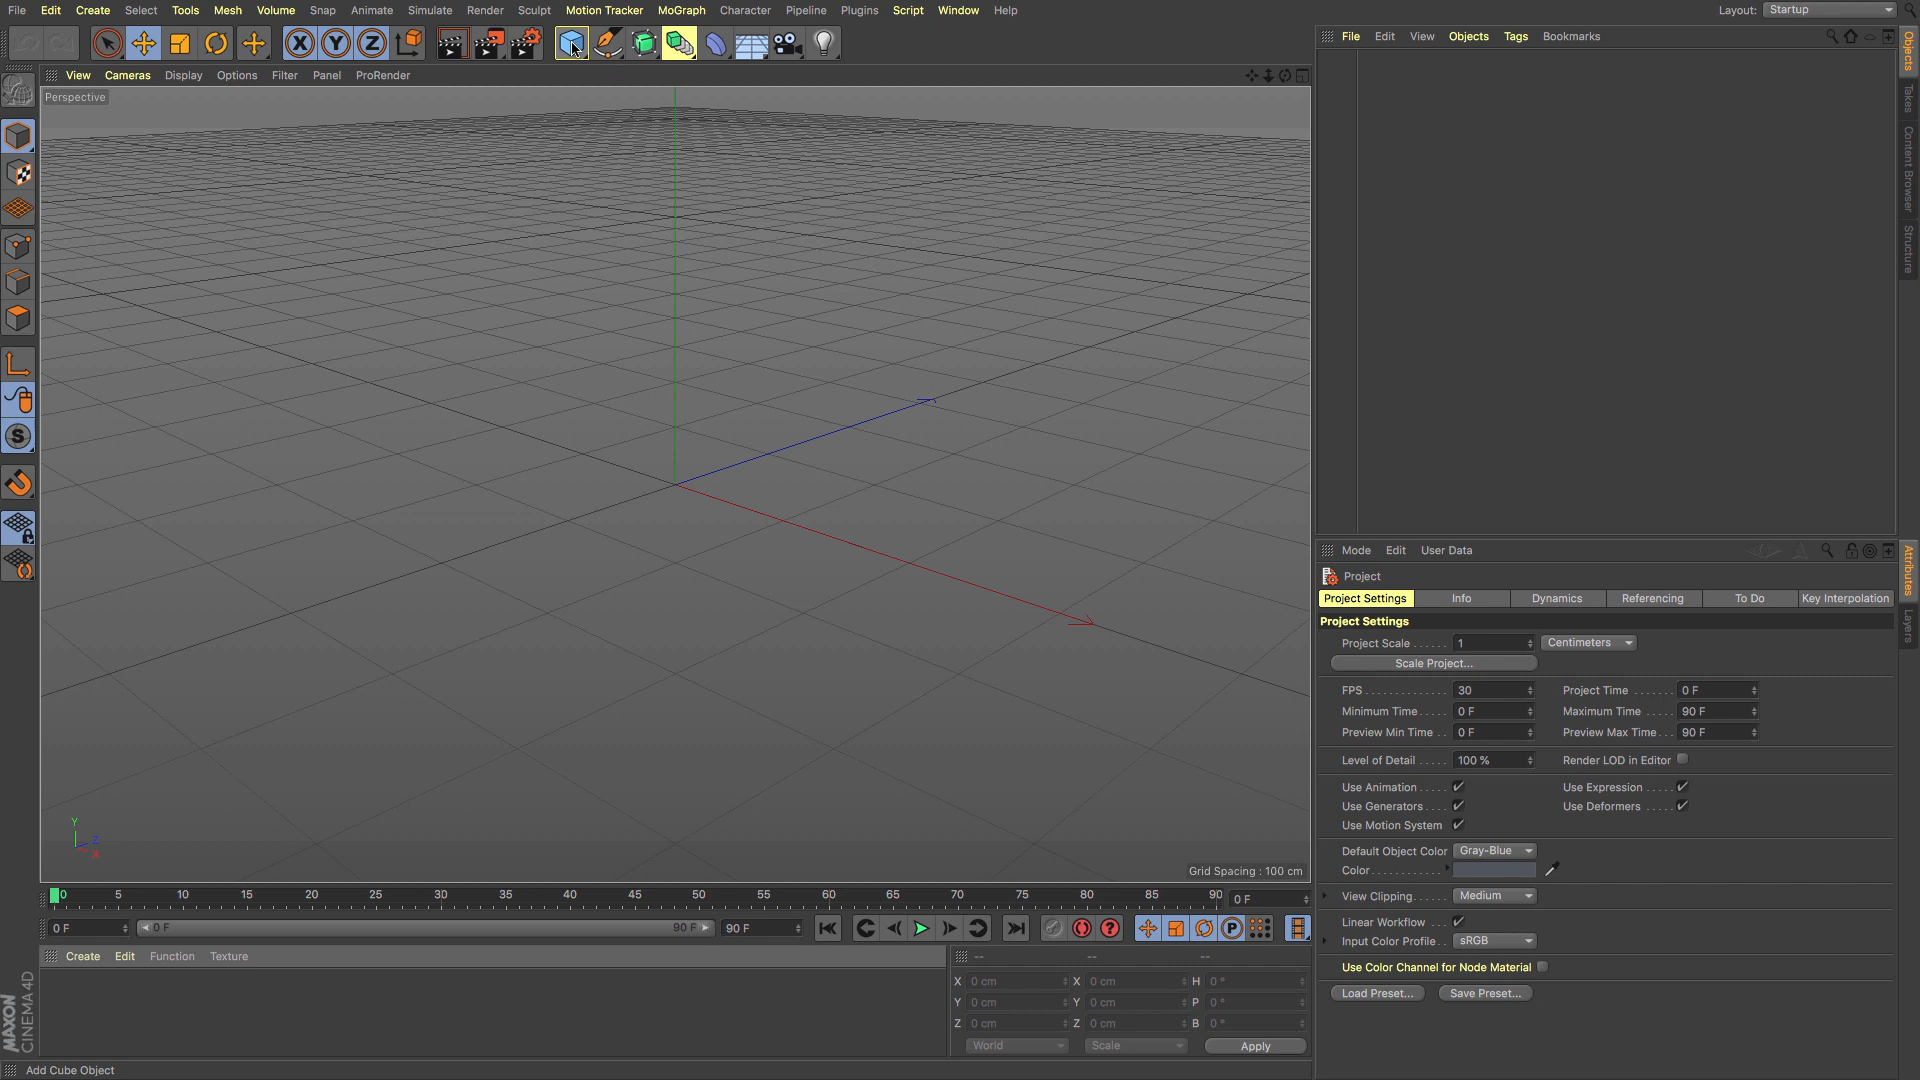 File Edit Create Select Tools Mesh Volume Snap Animate Simulate Render Sculpt Motion Tracker MoGraph Character Pipeline Plugins Script Window Help
Layout: Startup
File Edit View Objects Tags Bookmarks
Objects
Takes
Content Browser
Structure
X Y Z
View Cameras Display Options Filter Panel ProRender
Perspective
S
Y
Z
X
Grid Spacing : 100 cm
Mode Edit User Data
Attributes
Layers
Project
Project Settings Info Dynamics Referencing To Do Key Interpolation
Project Settings
Project Scale . . . . . . 1 Centimeters
Scale Project...
FPS . . . . . . . . . . . . . 30 Project Time . . . . . . . 0 F
Minimum Time . . . . . 0 F Maximum Time . . . . . 90 F
Preview Min Time . . 0 F Preview Max Time . . . 90 F
Level of Detail . . . . . 100 % Render LOD in Editor
Use Animation . . . . . Use Expression . . . . .
Use Generators . . . . Use Deformers . . . . .
Use Motion System
Default Object Color Gray-Blue
Color . . . . . . . . . . . .
View Clipping . . . . . . Medium
Linear Workflow . . .
Input Color Profile . . sRGB
Use Color Channel for Node Material
Load Preset... Save Preset...
0 5 10 15 20 25 30 35 40 45 50 55 60 65 70 75 80 85 90 0 F
0 F 0 F 90 F 90 F ? P
Create Edit Function Texture
-- -- --
X 0 cm X 0 cm H 0 °
Y 0 cm Y 0 cm P 0 °
Z 0 cm Z 0 cm B 0 °
World Scale Apply
MAXON
CINEMA 4D
Add Cube Object